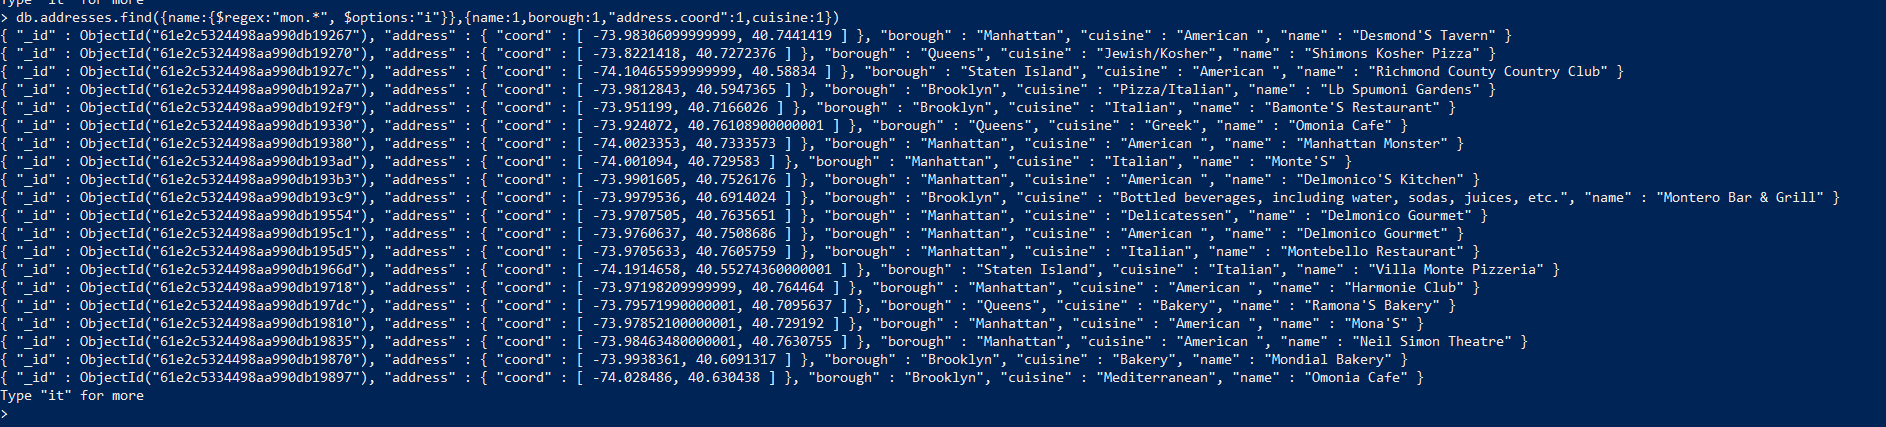 Type "it" for more
> db.addresses.find({name:{$regex:"mon.*", $options:"i"}},{name:1,borough:1,"address.coord":1,cuisine:1})
{ "_id" : ObjectId("61e2c5324498aa990db19267"), "address" : { "coord" : [ -73.98306099999999, 40.7441419 ] }, "borough" : "Manhattan", "cuisine" : "American ", "name" : "Desmond'S Tavern" }
{ "_id" : ObjectId("61e2c5324498aa990db19270"), "address" : { "coord" : [ -73.8221418, 40.7272376 ] }, "borough" : "Queens", "cuisine" : "Jewish/Kosher", "name" : "Shimons Kosher Pizza" }
{ "_id" : ObjectId("61e2c5324498aa990db1927c"), "address" : { "coord" : [ -74.10465599999999, 40.58834 ] }, "borough" : "Staten Island", "cuisine" : "American ", "name" : "Richmond County Country Club" }
{ "_id" : ObjectId("61e2c5324498aa990db192a7"), "address" : { "coord" : [ -73.9812843, 40.5947365 ] }, "borough" : "Brooklyn", "cuisine" : "Pizza/Italian", "name" : "Lb Spumoni Gardens" }
{ "_id" : ObjectId("61e2c5324498aa990db192f9"), "address" : { "coord" : [ -73.951199, 40.7166026 ] }, "borough" : "Brooklyn", "cuisine" : "Italian", "name" : "Bamonte'S Restaurant" }
{ "_id" : ObjectId("61e2c5324498aa990db19330"), "address" : { "coord" : [ -73.924072, 40.76108900000001 ] }, "borough" : "Queens", "cuisine" : "Greek", "name" : "Omonia Cafe" }
{ "_id" : ObjectId("61e2c5324498aa990db19380"), "address" : { "coord" : [ -74.0023353, 40.7333573 ] }, "borough" : "Manhattan", "cuisine" : "American ", "name" : "Manhattan Monster" }
{ "_id" : ObjectId("61e2c5324498aa990db193ad"), "address" : { "coord" : [ -74.001094, 40.729583 ] }, "borough" : "Manhattan", "cuisine" : "Italian", "name" : "Monte'S" }
{ "_id" : ObjectId("61e2c5324498aa990db193b3"), "address" : { "coord" : [ -73.9901605, 40.7526176 ] }, "borough" : "Manhattan", "cuisine" : "American ", "name" : "Delmonico'S Kitchen" }
{ "_id" : ObjectId("61e2c5324498aa990db193c9"), "address" : { "coord" : [ -73.9979536, 40.6914024 ] }, "borough" : "Brooklyn", "cuisine" : "Bottled beverages, including water, sodas, juices, etc.", "name" : "Montero Bar & Grill" }
{ "_id" : ObjectId("61e2c5324498aa990db19554"), "address" : { "coord" : [ -73.9707505, 40.7635651 ] }, "borough" : "Manhattan", "cuisine" : "Delicatessen", "name" : "Delmonico Gourmet" }
{ "_id" : ObjectId("61e2c5324498aa990db195c1"), "address" : { "coord" : [ -73.9760637, 40.7508686 ] }, "borough" : "Manhattan", "cuisine" : "American ", "name" : "Delmonico Gourmet" }
{ "_id" : ObjectId("61e2c5324498aa990db195d5"), "address" : { "coord" : [ -73.9705633, 40.7605759 ] }, "borough" : "Manhattan", "cuisine" : "Italian", "name" : "Montebello Restaurant" }
{ "_id" : ObjectId("61e2c5324498aa990db1966d"), "address" : { "coord" : [ -74.1914658, 40.55274360000001 ] }, "borough" : "Staten Island", "cuisine" : "Italian", "name" : "Villa Monte Pizzeria" }
{ "_id" : ObjectId("61e2c5324498aa990db19718"), "address" : { "coord" : [ -73.97198209999999, 40.764464 ] }, "borough" : "Manhattan", "cuisine" : "American ", "name" : "Harmonie Club" }
{ "_id" : ObjectId("61e2c5324498aa990db197dc"), "address" : { "coord" : [ -73.79571990000001, 40.7095637 ] }, "borough" : "Queens", "cuisine" : "Bakery", "name" : "Ramona'S Bakery" }
{ "_id" : ObjectId("61e2c5324498aa990db19810"), "address" : { "coord" : [ -73.97852100000001, 40.729192 ] }, "borough" : "Manhattan", "cuisine" : "American ", "name" : "Mona'S" }
{ "_id" : ObjectId("61e2c5324498aa990db19835"), "address" : { "coord" : [ -73.98463480000001, 40.7630755 ] }, "borough" : "Manhattan", "cuisine" : "American ", "name" : "Neil Simon Theatre" }
{ "_id" : ObjectId("61e2c5324498aa990db19870"), "address" : { "coord" : [ -73.9938361, 40.6091317 ] }, "borough" : "Brooklyn", "cuisine" : "Bakery", "name" : "Mondial Bakery" }
{ "_id" : ObjectId("61e2c5334498aa990db19897"), "address" : { "coord" : [ -74.028486, 40.630438 ] }, "borough" : "Brooklyn", "cuisine" : "Mediterranean", "name" : "Omonia Cafe" }
Type "it" for more
>